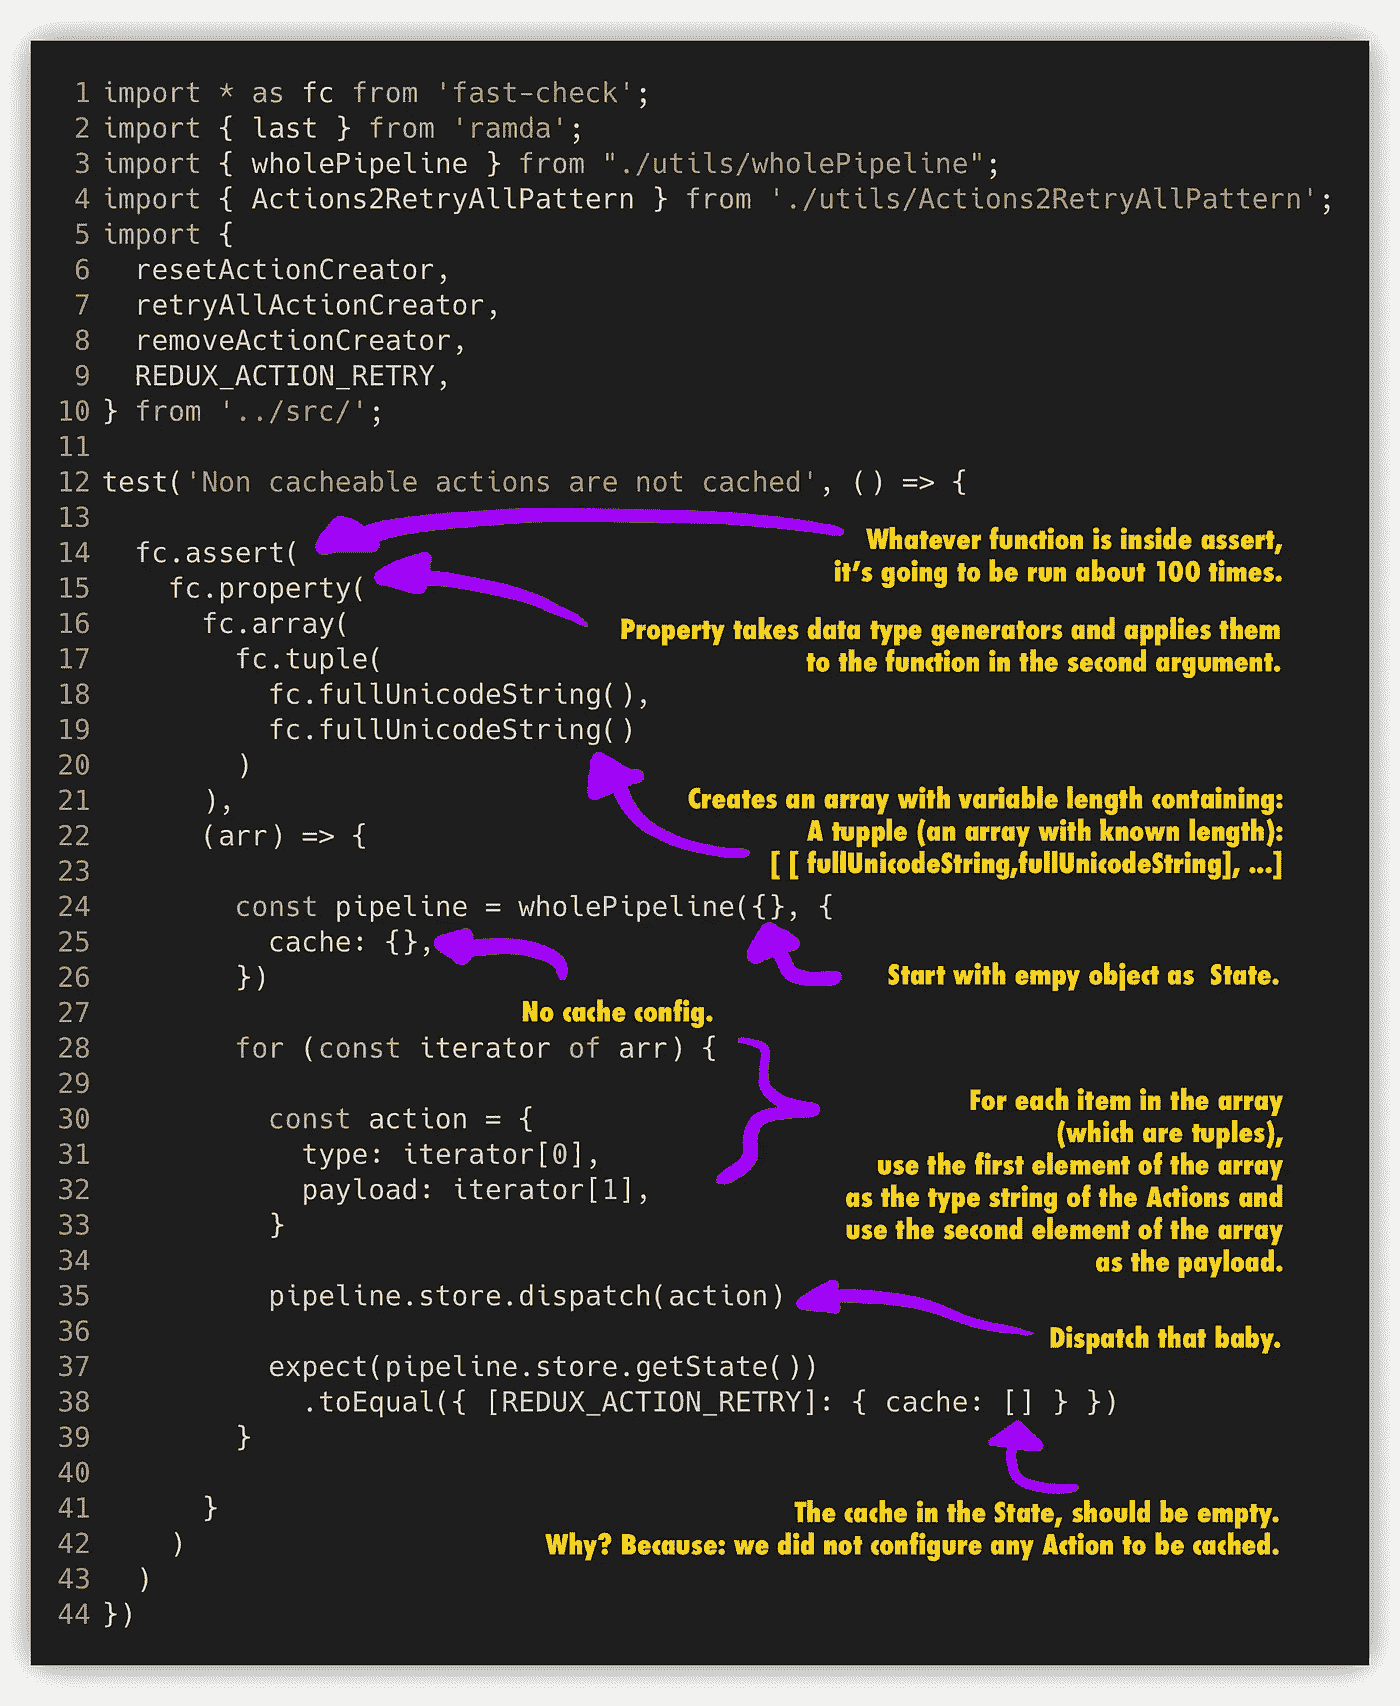 1 import * as fc from 'fast-check';
2 import { last } from 'ramda';
3 import { wholePipeline } from "./utils/wholePipeline";
4 import { Actions2RetryAllPattern } from './utils/Actions2RetryAllPattern';
5 import {
6 resetActionCreator,
7 retryAllActionCreator,
8 removeActionCreator,
9 REDUX_ACTION_RETRY,
10 } from '../src/';
11
12 test('Non cacheable actions are not cached', () => {
13
Whatever function is inside assert,
it's going to be run about 100 times.
14 fc.assert(
15 fc.property(
16 fc.array(
Property takes data type generators and applies them
to the function in the second argument.
17 fc.tuple(
18 fc.fullUnicodeString(),
19 fc.fullUnicodeString()
20 )
21 ),
Creates an array with variable length containing:
A tupple (an array with known length):
[ [ fullUnicodeString,fullUnicodeString], ...]
22 (arr) => {
23
24 const pipeline = wholePipeline({}, {
25 cache: {},
26 })
Start with empy object as State.
27
No cache config.
28 for (const iterator of arr) {
29
30 const action = {
31 type: iterator[0],
32 payload: iterator[1],
33 }
For each item in the array
(which are tuples),
use the first element of the array
as the type string of the Actions and
use the second element of the array
as the payload.
34
35 pipeline.store.dispatch(action)
36
Dispatch that baby.
37 expect(pipeline.store.getState())
38 .toEqual({ [REDUX_ACTION_RETRY]: { cache: [] } })
39 }
40
41 }
The cache in the State, should be empty.
Why? Because: we did not configure any Action to be cached.
42 )
43 )
44 })